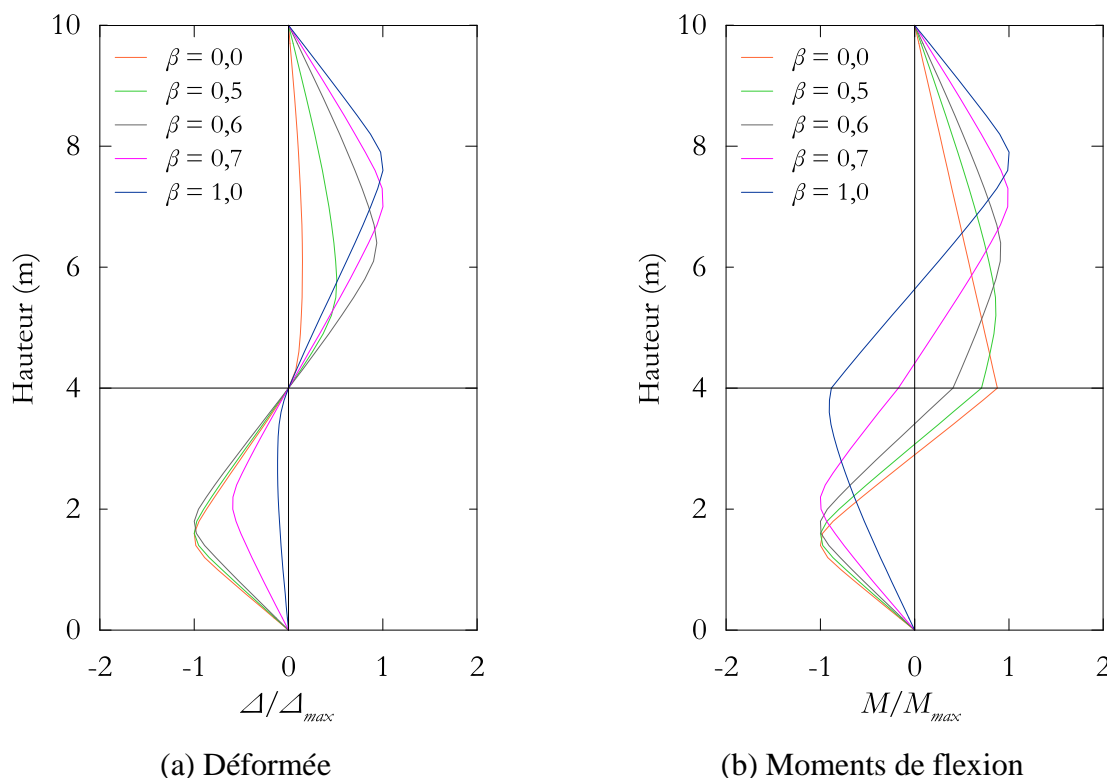 10
8
6
4
2
0
-2 -1 0 1 2
Hauteur (m)
β = 0,0
β = 0,5
β = 0,6
β = 0,7
β = 1,0
Δ/Δmax
(a) Déformée
10
8
6
4
2
0
-2 -1 0 1 2
Hauteur (m)
β = 0,0
β = 0,5
β = 0,6
β = 0,7
β = 1,0
M/Mmax
(b) Moments de flexion